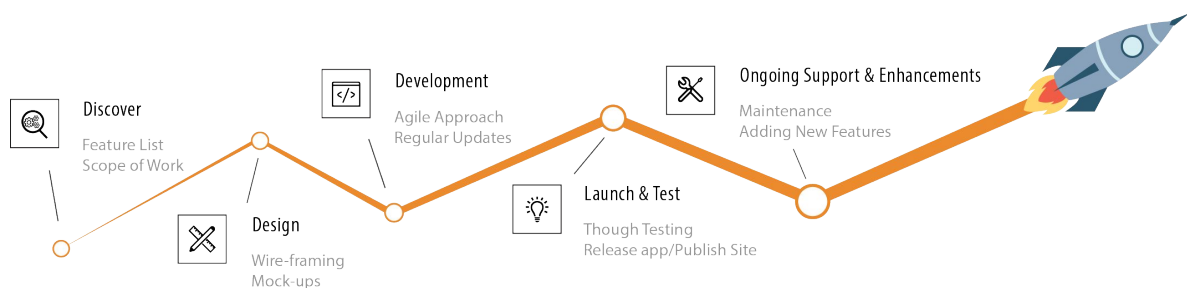 Discover
Feature List
Scope of Work
Design
Wire-framing
Mock-ups
</>
Development
Agile Approach
Regular Updates
Launch & Test
Though Testing
Release app/Publish Site
Ongoing Support & Enhancements
Maintenance
Adding New Features